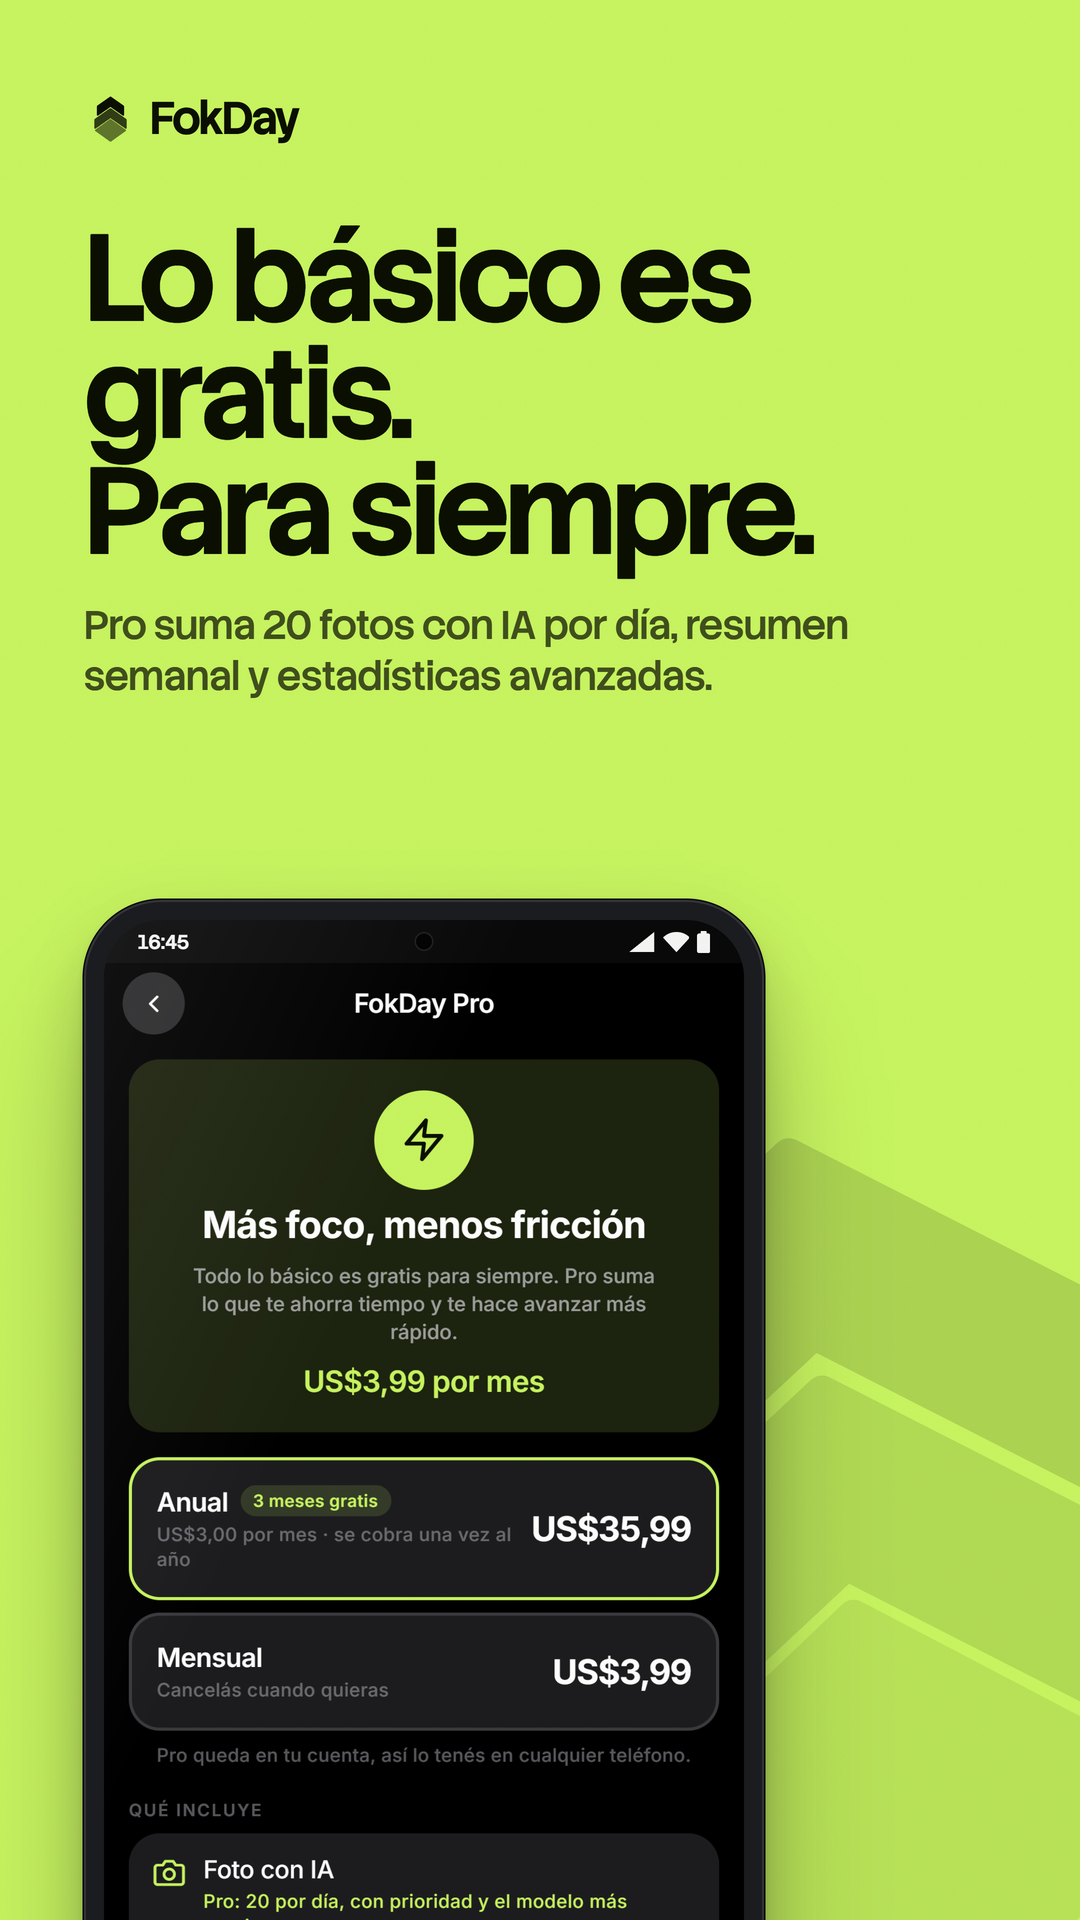 FokDay
Lo básico es
gratis.
Para siempre.
Pro suma 20 fotos con IA por día, resumen
semanal y estadísticas avanzadas.
16:45
FokDay Pro
Más foco, menos fricción
Todo lo básico es gratis para siempre. Pro suma
lo que te ahorra tiempo y te hace avanzar más
rápido.
US$3,99 por mes
Anual 3 meses gratis
US$3,00 por mes · se cobra una vez al
año
US$35,99
Mensual
Cancelás cuando quieras
US$3,99
Pro queda en tu cuenta, así lo tenés en cualquier teléfono.
QUÉ INCLUYE
Foto con IA
Pro: 20 por día, con prioridad y el modelo más